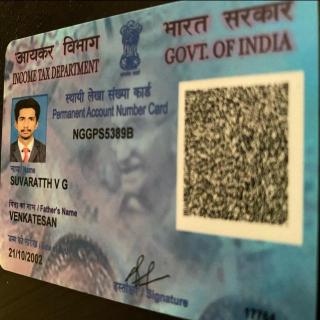 आयकर विभाग
INCOME TAX DEPARTMENT
भारत सरकार
GOVT. OF INDIA
स्थायी लेखा संख्या कार्ड
Permanent Account Number Card
NGGPS5389B
नाम / Name
SUVARATTH V G
पिता का नाम / Father's Name
VENKATESAN
जन्म की तारीख / Date of Birth
21/10/2002
हस्ताक्षर / Signature